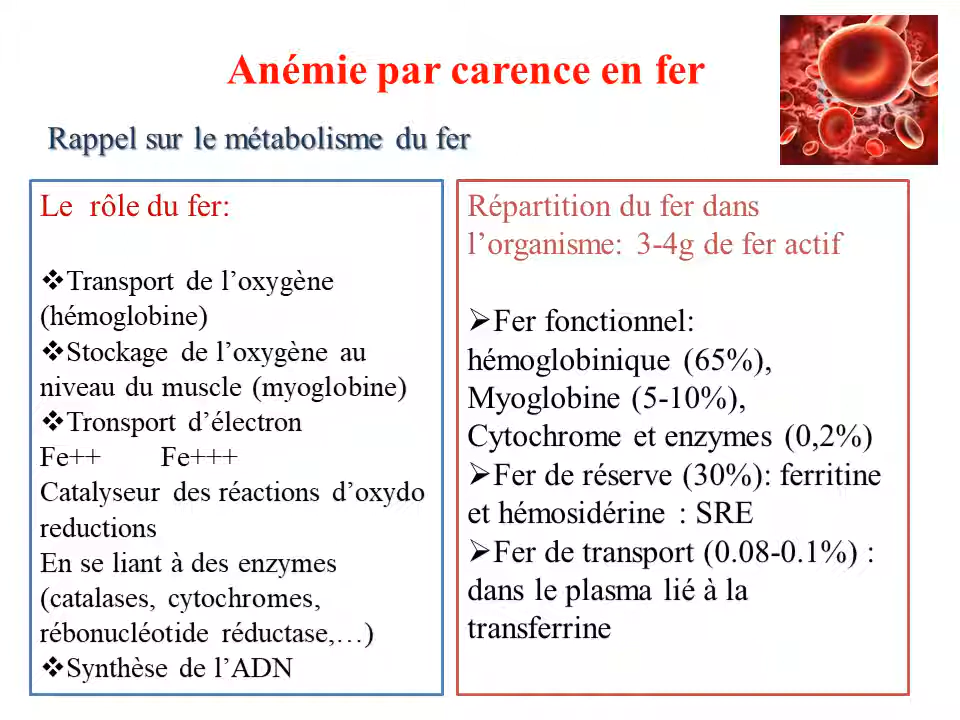 Anémie par carence en fer
Rappel sur le métabolisme du fer
Le rôle du fer:
❖Transport de l’oxygène
(hémoglobine)
❖Stockage de l’oxygène au
niveau du muscle (myoglobine)
❖Tronsport d’électron
Fe++ Fe+++
Catalyseur des réactions d’oxydo
reductions
En se liant à des enzymes
(catalases, cytochromes,
rébonucléotide réductase,…)
❖Synthèse de l’ADN
Répartition du fer dans
l’organisme: 3-4g de fer actif
➢Fer fonctionnel:
hémoglobinique (65%),
Myoglobine (5-10%),
Cytochrome et enzymes (0,2%)
➢Fer de réserve (30%): ferritine
et hémosidérine : SRE
➢Fer de transport (0.08-0.1%) :
dans le plasma lié à la
transferrine